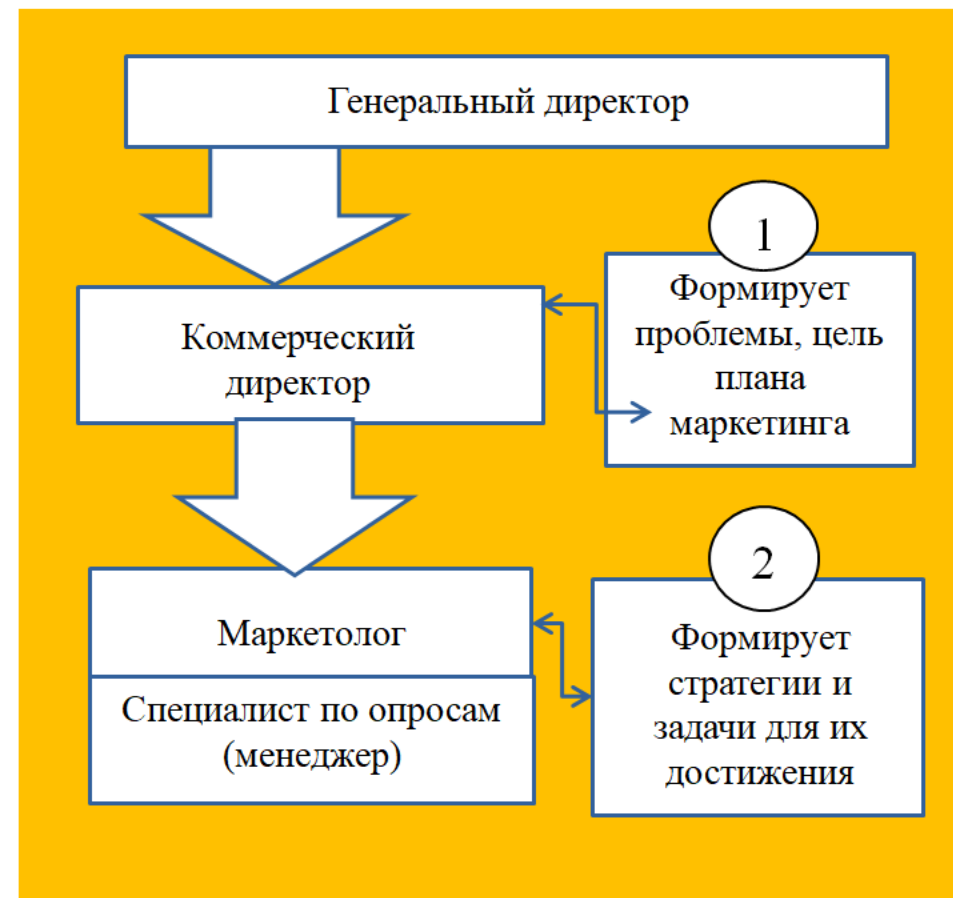 Генеральный директор
1
Формирует
проблемы, цель
плана
маркетинга
Коммерческий
директор
2
Маркетолог
Формирует
стратегии и
задачи для их
достижения
Специалист по опросам
(менеджер)